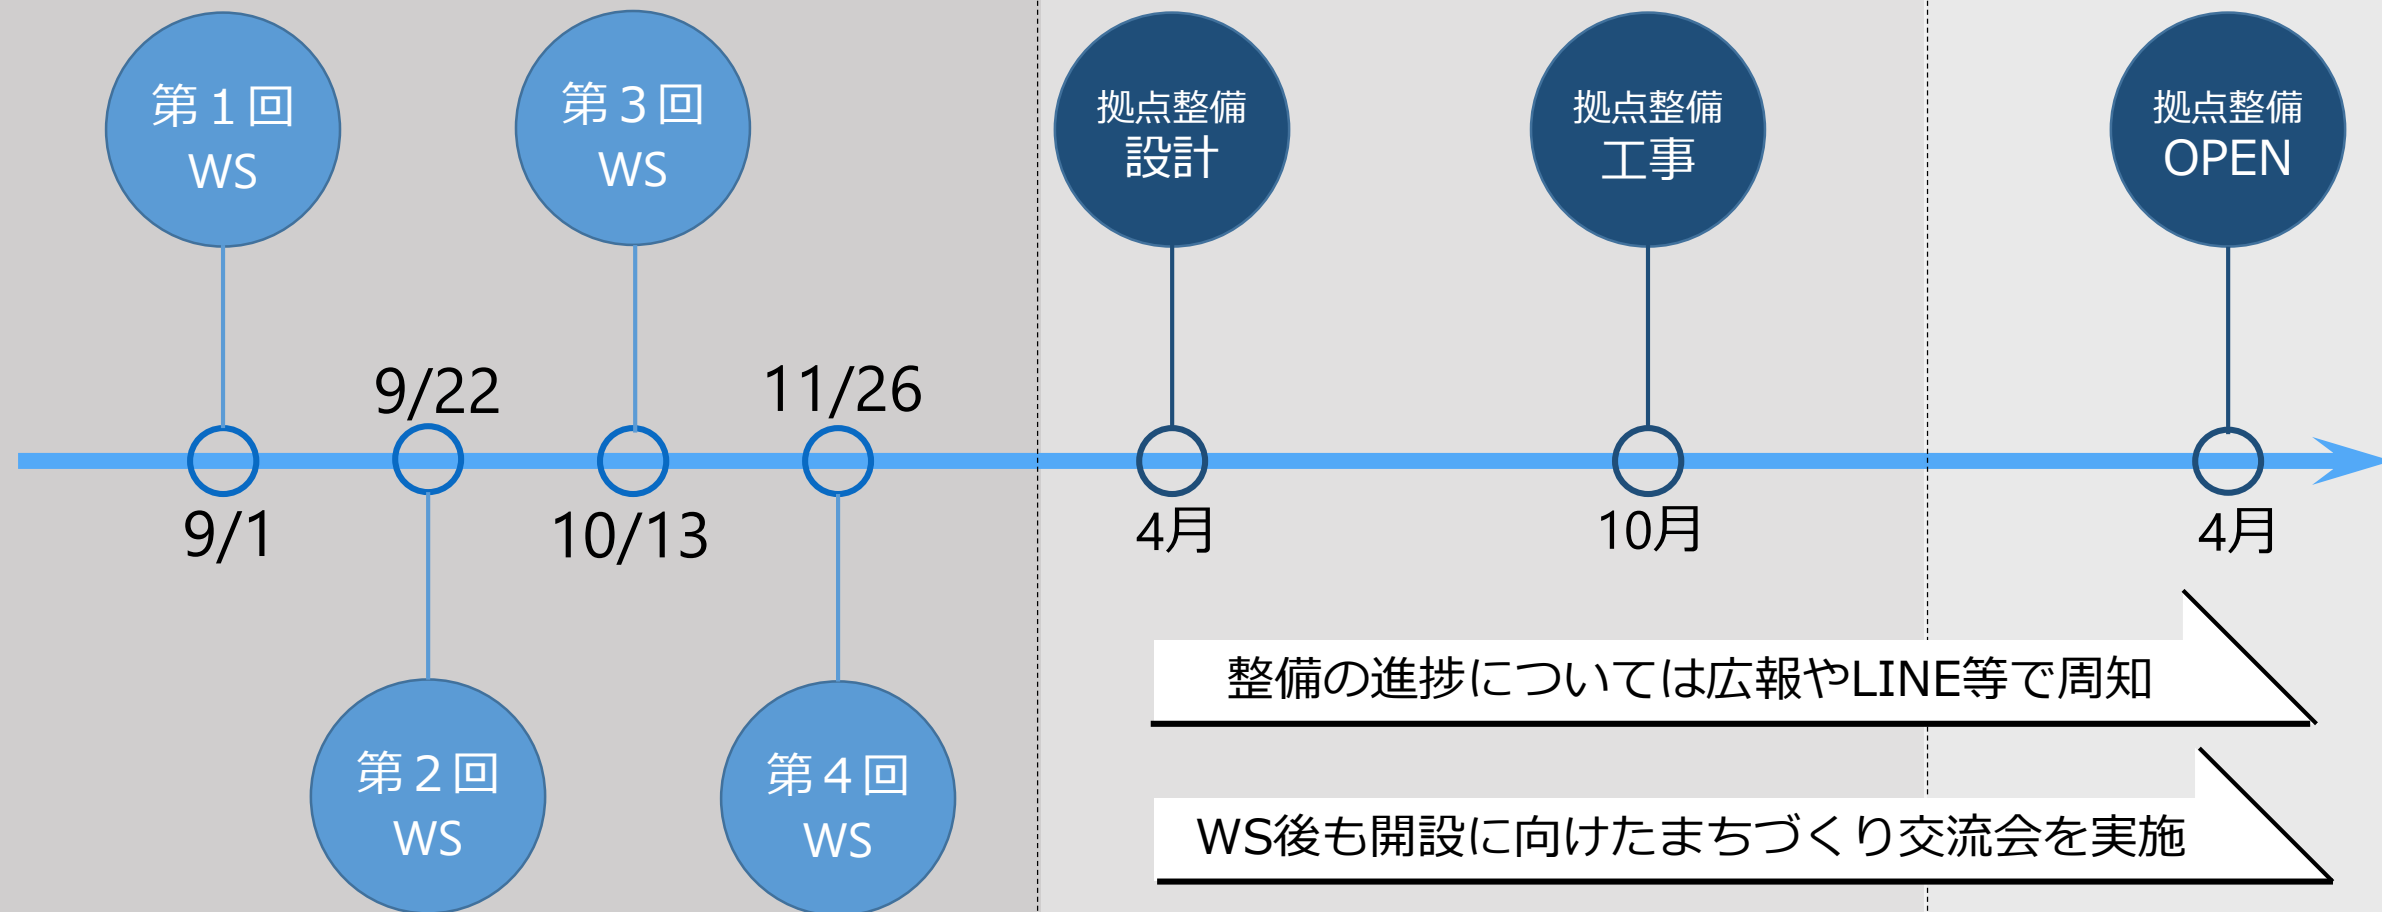 第１回
WS
第３回
WS
拠点整備
設計
拠点整備
工事
拠点整備
OPEN
9/22
11/26
9/1
10/13
4月
10月
4月
整備の進捗については広報やLINE等で周知
第２回
WS
第４回
WS
WS後も開設に向けたまちづくり交流会を実施